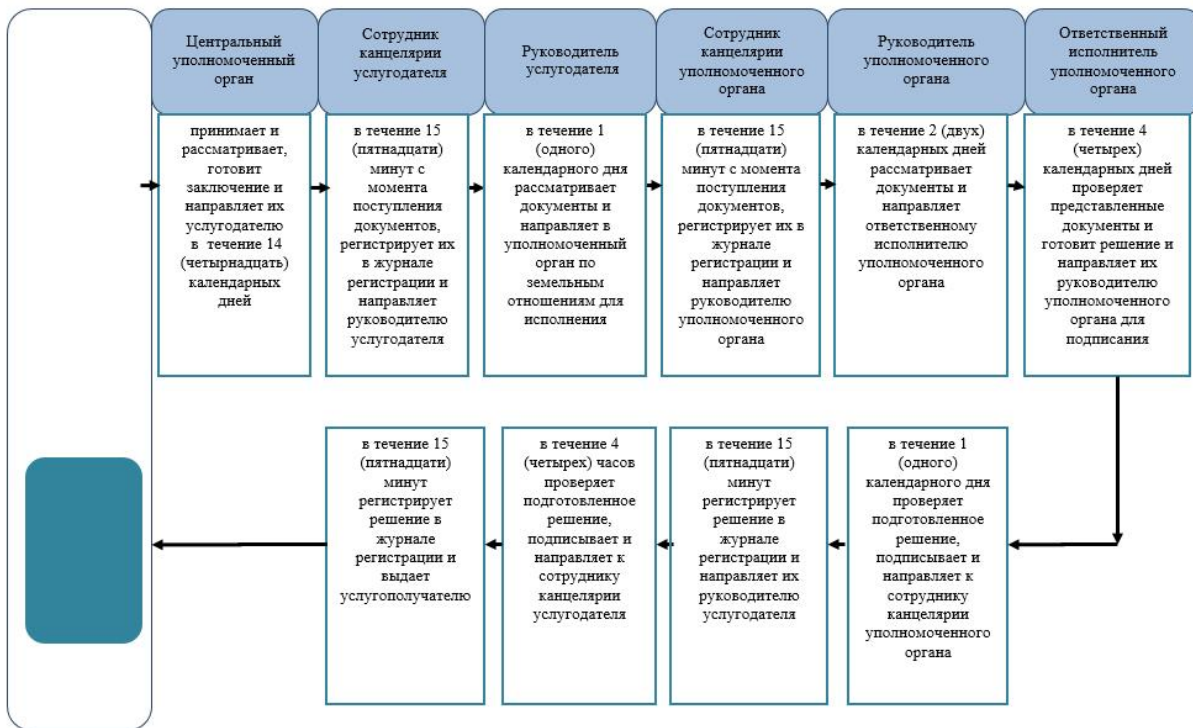 Центральный
уполномоченный
орган
Сотрудник
канцелярии
услугодателя
Руководитель
услугодателя
Сотрудник
канцелярии
уполномоченного
органа
Руководитель
уполномоченного
органа
Ответственный
исполнитель
уполномоченного
органа
принимает и
рассматривает,
готовит
заключение и
направляет их
услугодателю
в течение 14
(четырнадцать)
календарных
дней
в течение 15
(пятнадцати)
минут с
момента
поступления
документов,
регистрирует их
в журнале
регистрации и
направляет
руководителю
услугодателя
в течение 1
(одного)
календарного дня
рассматривает
документы и
направляет в
уполномоченный
орган по
земельным
отношениям для
исполнения
в течение 15
(пятнадцати)
минут с момента
поступления
документов,
регистрирует их в
журнале
регистрации и
направляет
руководителю
уполномоченного
органа
в течение 2 (двух)
календарных дней
рассматривает
документы и
направляет
ответственному
исполнителю
уполномоченного
органа
в течение 4
(четырех)
календарных дней
проверяет
представленные
документы и
готовит решение и
направляет их
руководителю
уполномоченного
органа для
подписания
в течение 15
(пятнадцати)
минут
регистрирует
решение в
журнале
регистрации и
выдает
услугополучателю
в течение 4
(четырех) часов
проверяет
подготовленное
решение,
подписывает и
направляет к
сотруднику
канцелярии
услугодателя
в течение 15
(пятнадцати)
минут
регистрирует
решение в
журнале
регистрации и
направляет их
руководителю
услугодателя
в течение 1
(одного)
календарного дня
проверяет
подготовленное
решение,
подписывает и
направляет к
сотруднику
канцелярии
уполномоченного
органа